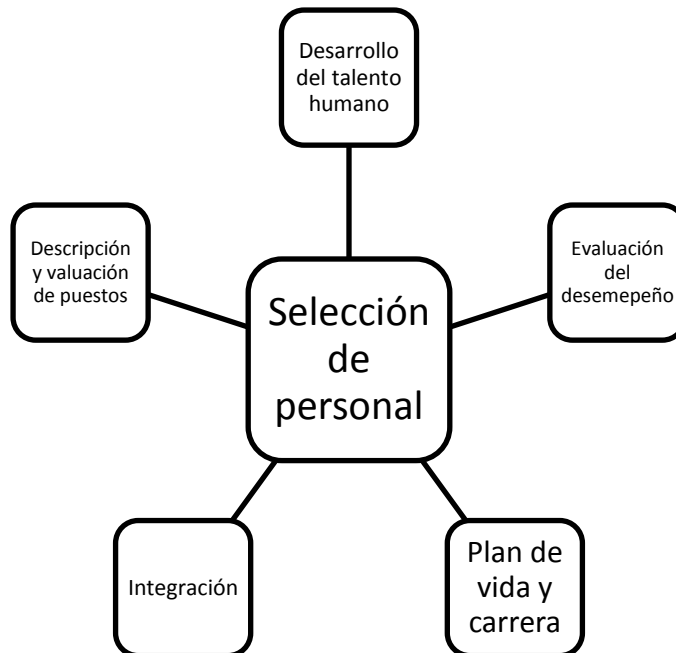 Desarrollo
del talento
humano
Descripción
y valuación
de puestos
Evaluación
del
desemepeño
Selección
de
personal
Integración
Plan de
vida y
carrera